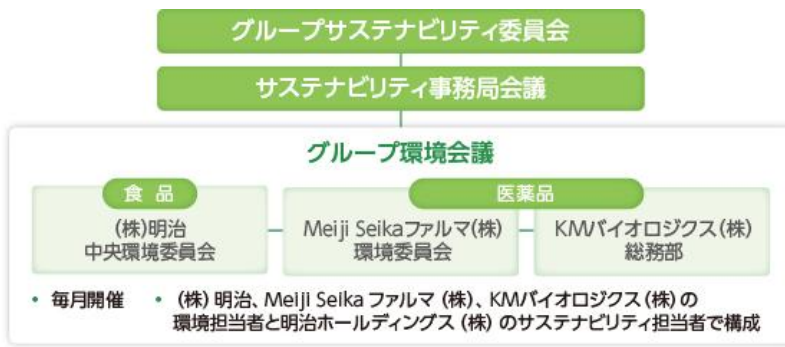 グループサステナビリティ委員会
サステナビリティ事務局会議
グループ環境会議
食品
(株)明治
中央環境委員会
医薬品
Meiji Seikaファルマ(株)
環境委員会
KMバイオロジクス(株)
総務部
• 毎月開催
• (株)明治、Meiji Seika ファルマ(株)、KMバイオロジクス(株)の
環境担当者と明治ホールディングス(株)のサステナビリティ担当者で構成